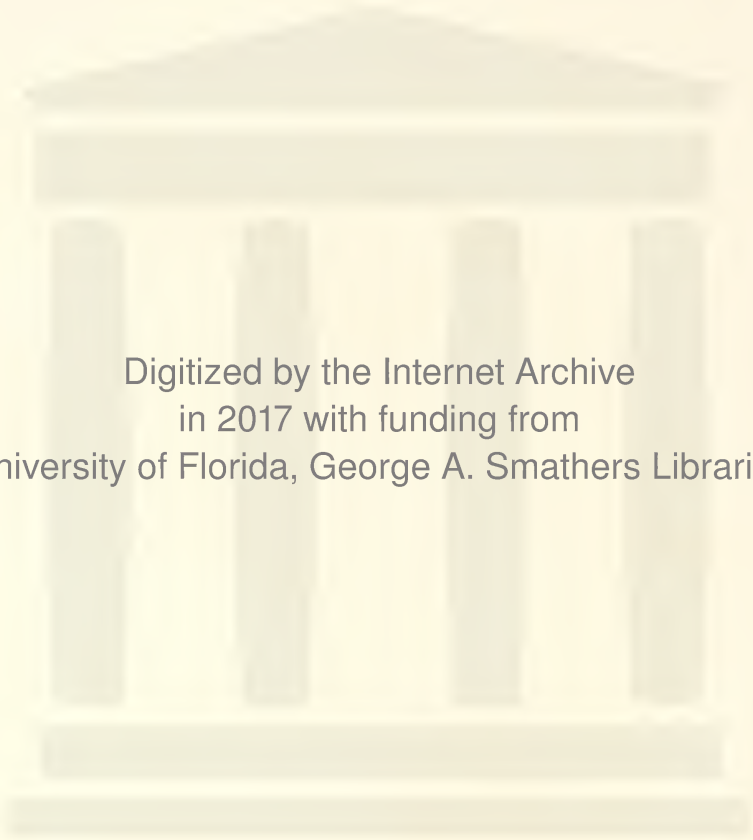 Digitized by the Internet Archive
in 2017 with funding from
niversity of Florida, George A. Smathers Librari